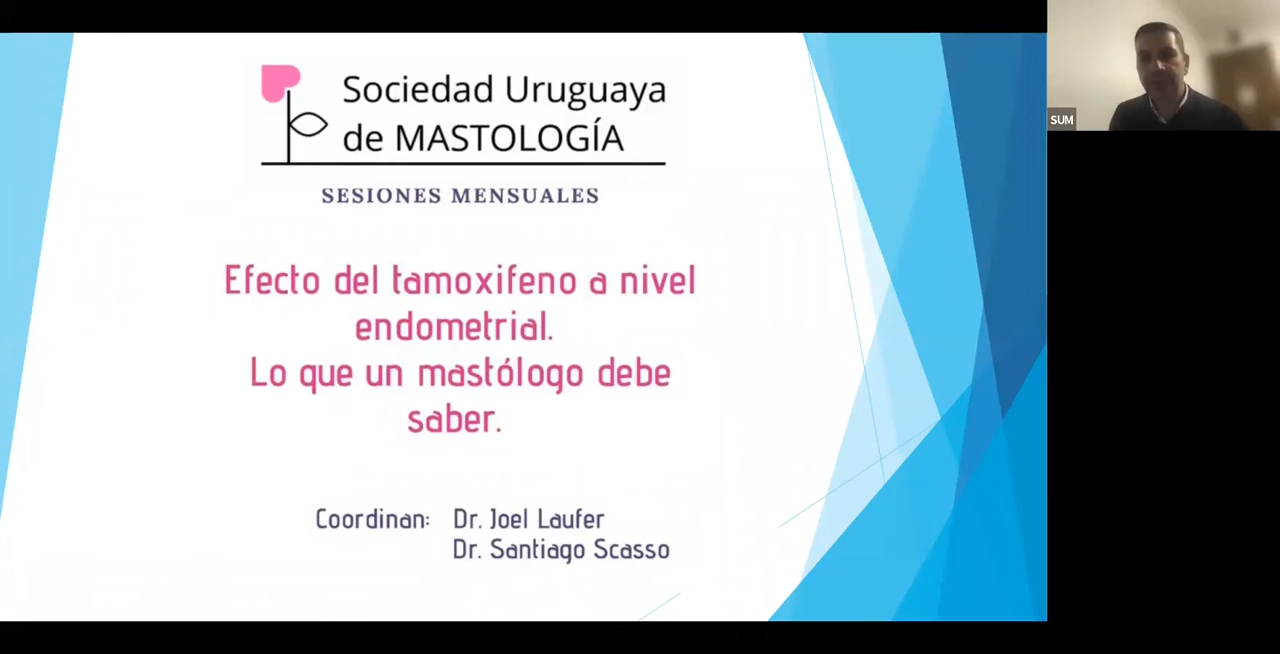 Sociedad Uruguaya
de MASTOLOGÍA
SESIONES MENSUALES
Efecto del tamoxifeno a nivel
endometrial.
Lo que un mastólogo debe
saber.
Coordinan: Dr. Joel Laufer
Dr. Santiago Scasso
SUM